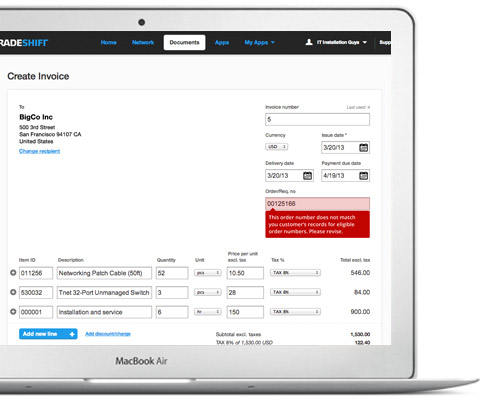 RADESHIFT
Home Network Documents Apps My Apps IT Installation Guys Supp
Create Invoice
To
BigCo Inc
500 3rd Street
San Francisco 94107 CA
United States
Change recipient
Invoice number Last used: 4
5
Currency Issue date *
USD 3/20/13
Delivery date Payment due date
3/20/13 4/19/13
Order/Req. no
00125166
This order number does not match
you customer's records for eligible
order numbers. Please revise.
Item ID Description Quantity Unit Price per unit excl. tax Tax % Total excl. tax
011256 Networking Patch Cable (50ft) 52 pcs 10.50 TAX 8% 546.00
530032 Tnet 32-Port Unmanaged Switch 3 pcs 28 TAX 8% 84.00
000001 Installation and service 6 hr 150 TAX 8% 900.00
Add new line + Add discount/charge Subtotal excl. taxes 1,530.00
TAX 8% of 1,530.00 USD 122.40
MacBook Air